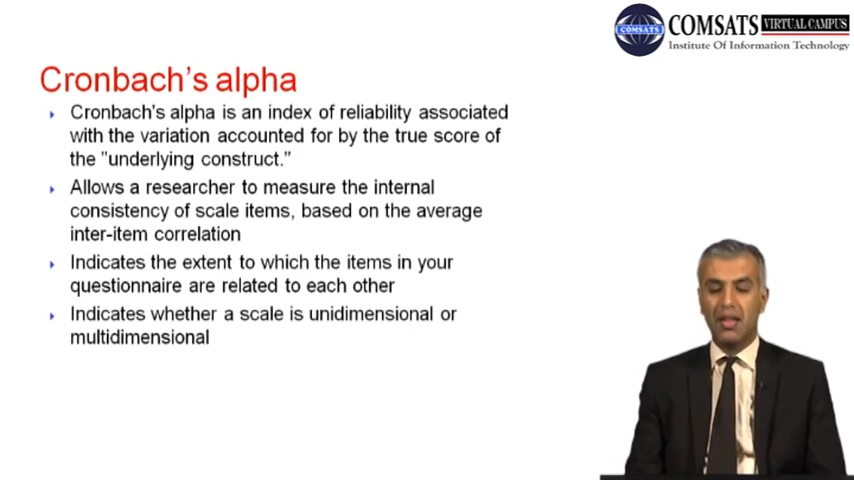 COMSATS VIRTUAL CAMPUS
COMSATS
Institute Of Information Technology
Cronbach's alpha
Cronbach's alpha is an index of reliability associated
with the variation accounted for by the true score of
the "underlying construct."
Allows a researcher to measure the internal
consistency of scale items, based on the average
inter-item correlation
Indicates the extent to which the items in your
questionnaire are related to each other
Indicates whether a scale is unidimensional or
multidimensional